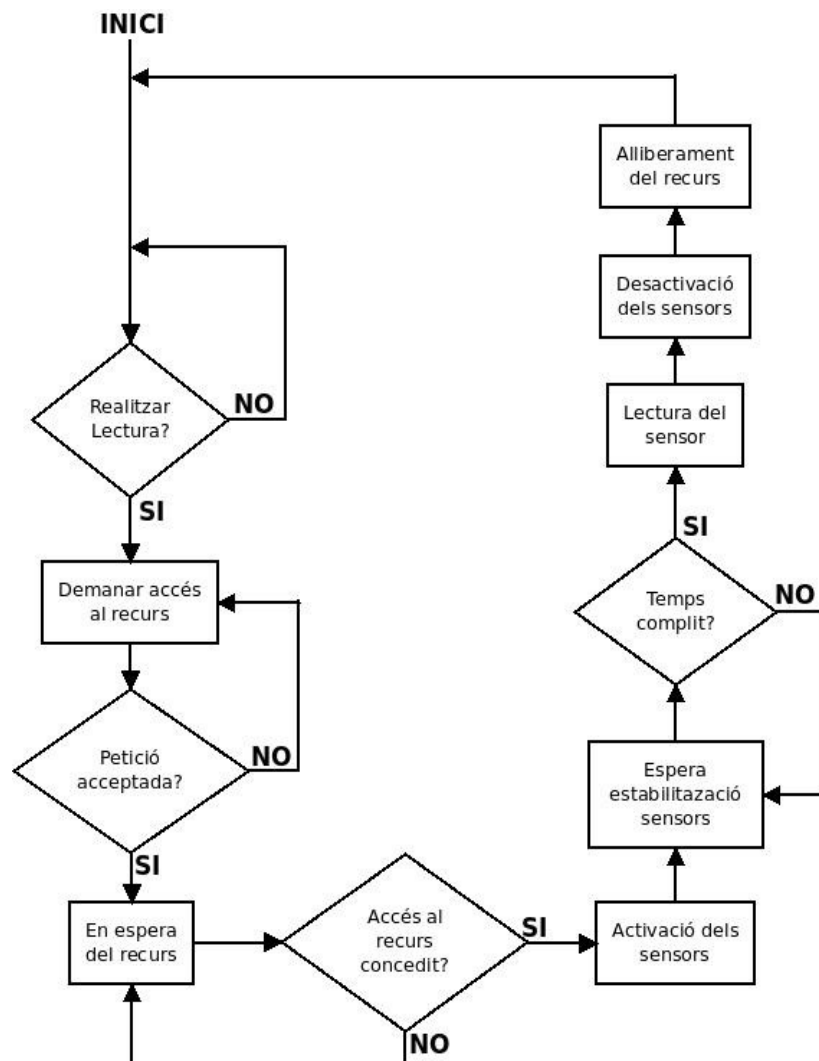 INICI
Realitzar
Lectura?
NO
SI
Demanar accés
al recurs
Petició
acceptada?
NO
SI
En espera
del recurs
Accés al
recurs
concedit?
NO
SI
Activació dels
sensors
Espera
estabilitazació
sensors
Temps
complit?
NO
SI
Lectura del
sensor
Desactivació
dels sensors
Alliberament
del recurs